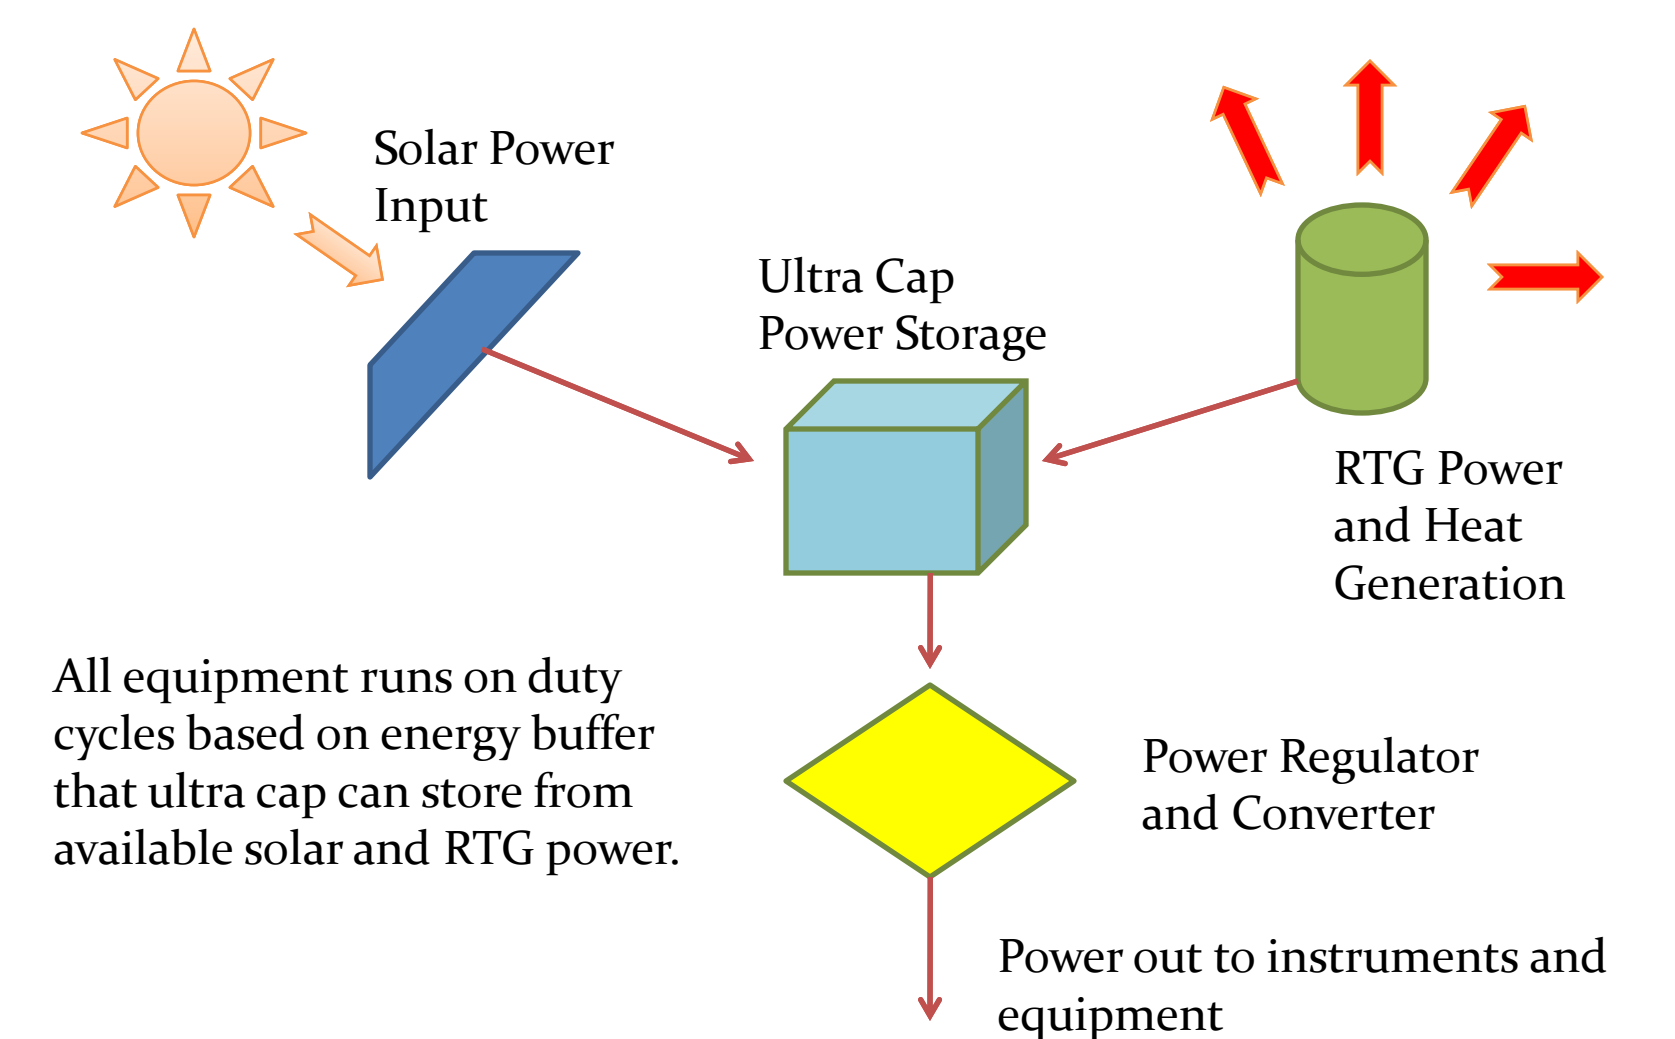 Solar Power
Input
Ultra Cap
Power Storage
RTG Power
and Heat
Generation
All equipment runs on duty
cycles based on energy buffer
that ultra cap can store from
available solar and RTG power.
Power Regulator
and Converter
Power out to instruments and
equipment